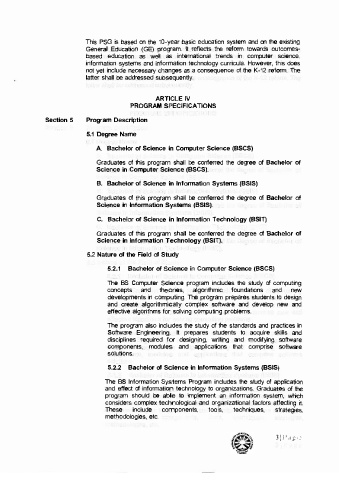 This PSG is based on the 10-year basic education system and on the existing
General Education (GE) program. It reflects the reform towards outcomes-
based education as well as international trends in computer science,
information systems and information technology curricula. However, this does
not yet include necessary changes as a consequence of the K-12 reform. The
latter shall be addressed subsequently.
ARTICLE IV
PROGRAM SPECIFICATIONS
Section 5 Program Description
5.1 Degree Name
A. Bachelor of Science in Computer Science (BSCS)
Graduates of this program shall be conferred the degree of Bachelor of
Science in Computer Science (BSCS).
B. Bachelor of Science in Information Systems (BSIS)
Graduates of this program shall be conferred the degree of Bachelor of
Science in Information Systems (BSIS).
C. Bachelor of Science in Information Technology (BSIT)
Graduates of this program shall be conferred the degree of Bachelor of
Science in Information Technology (BSIT).
5.2 Nature of the Field of Study
5.2.1 Bachelor of Science in Computer Science (BSCS)
The BS Computer Science program includes the study of computing
concepts and theories, algorithmic foundations and new
developments in computing. The program prepares students to design
and create algorithmically complex software and develop new and
effective algorithms for solving computing problems.
The program also includes the study of the standards and practices in
Software Engineering. It prepares students to acquire skills and
disciplines required for designing, writing and modifying software
components, modules and applications that comprise software
solutions.
5.2.2 Bachelor of Science in Information Systems (BSIS)
The BS Information Systems Program includes the study of application
and effect of information technology to organizations. Graduates of the
program should be able to implement an information system, which
considers complex technological and organizational factors affecting it.
These include components, tools, techniques, strategies,
methodologies, etc.
3|Page